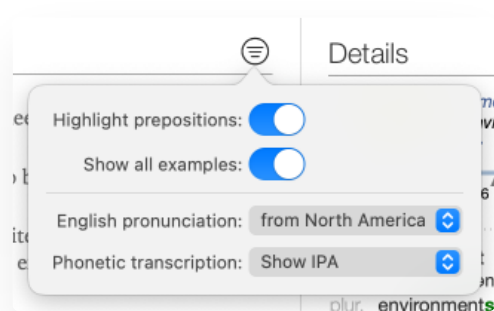 Details
Highlight prepositions:
Show all examples:
English pronunciation: from North America
Phonetic transcription: Show IPA
plur. environments